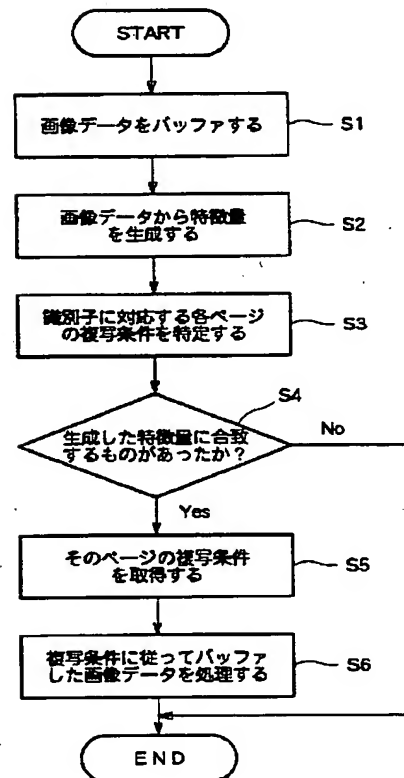 START
画像データをバッファする
S1
画像データから特徴量
を生成する
S2
識別子に対応する各ページ
の複写条件を特定する
S3
S4
生成した特徴量に合致
するものがあったか?
No
Yes
そのページの複写条件
を取得する
S5
複写条件に従ってバッファ
した画像データを処理する
S6
END